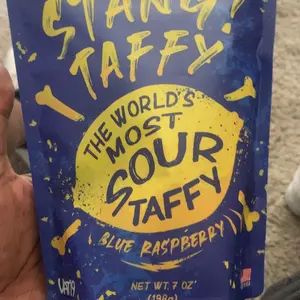 STANG!
TAFFY
THE WORLD'S
MOST
SOUR
TAFFY
BLUE RASPBERRY
NET WT. 7 OZ
(198g)